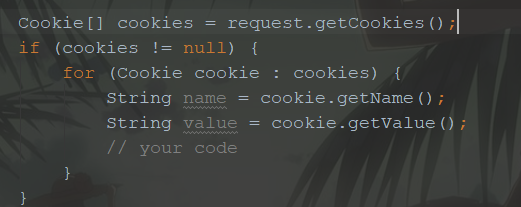 Cookie[] cookies = request.getCookies();
if (cookies != null) {
    for (Cookie cookie : cookies) {
        String name = cookie.getName();
        String value = cookie.getValue();
        // your code
    }
}